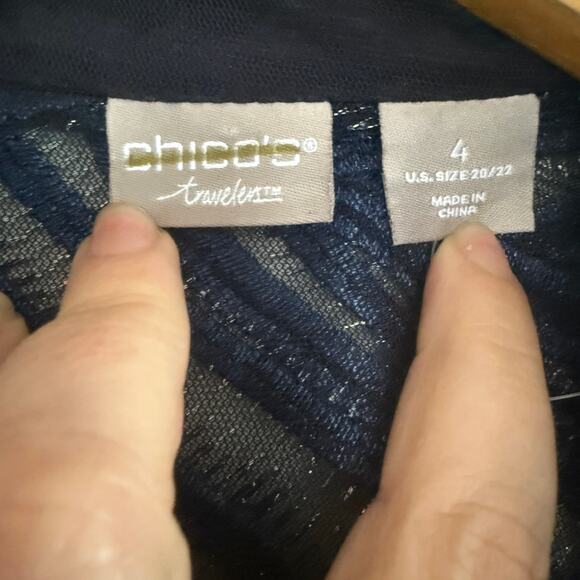 chico's®
travelers™
4
U.S. SIZE 20/22
MADE IN
CHINA